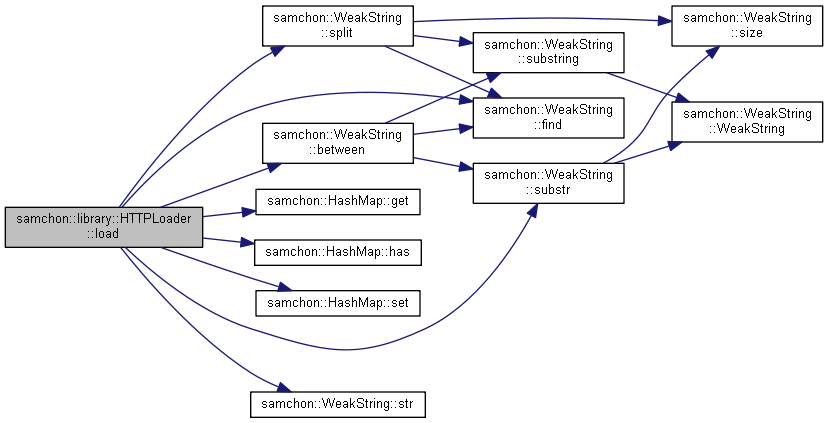 samchon::WeakString
::split
samchon::WeakString
::size
samchon::WeakString
::substring
samchon::WeakString
::find
samchon::WeakString
::WeakString
samchon::WeakString
::between
samchon::WeakString
::substr
samchon::HashMap::get
samchon::library::HTTPLoader
::load
samchon::HashMap::has
samchon::HashMap::set
samchon::WeakString::str